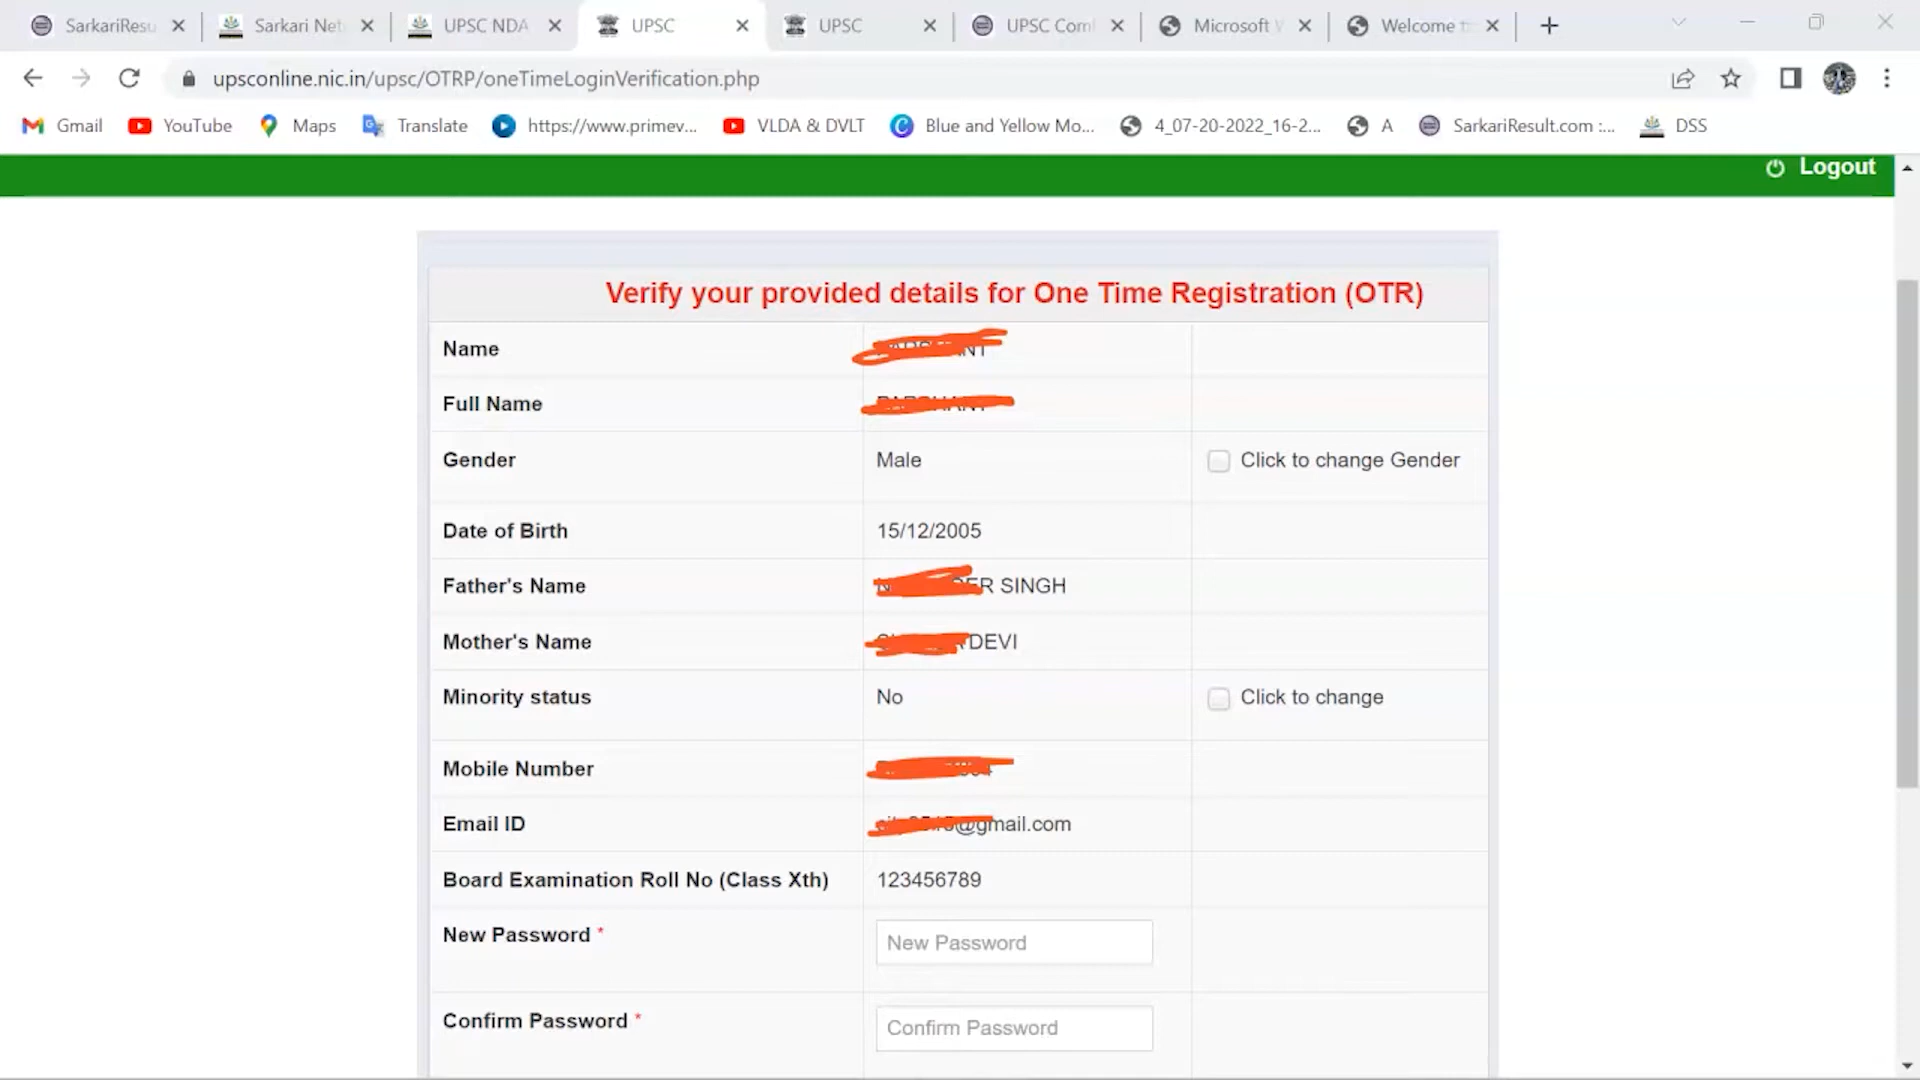 SarkariResu
Sarkari Net
UPSC NDA
UPSC
UPSC
UPSC Com
Microsoft
Welcome
upsconline.nic.in/upsc/OTRP/oneTimeLoginVerification.php
Gmail YouTube Maps Translate https://www.primev... VLDA & DVLT Blue and Yellow Mo... 4_07-20-2022_16-2... A SarkariResult.com :... DSS
Logout
Verify your provided details for One Time Registration (OTR)
Name
Full Name
Gender Male Click to change Gender
Date of Birth 15/12/2005
Father's Name SINGH
Mother's Name DEVI
Minority status No Click to change
Mobile Number
Email ID @gmail.com
Board Examination Roll No (Class Xth) 123456789
New Password * New Password
Confirm Password * Confirm Password